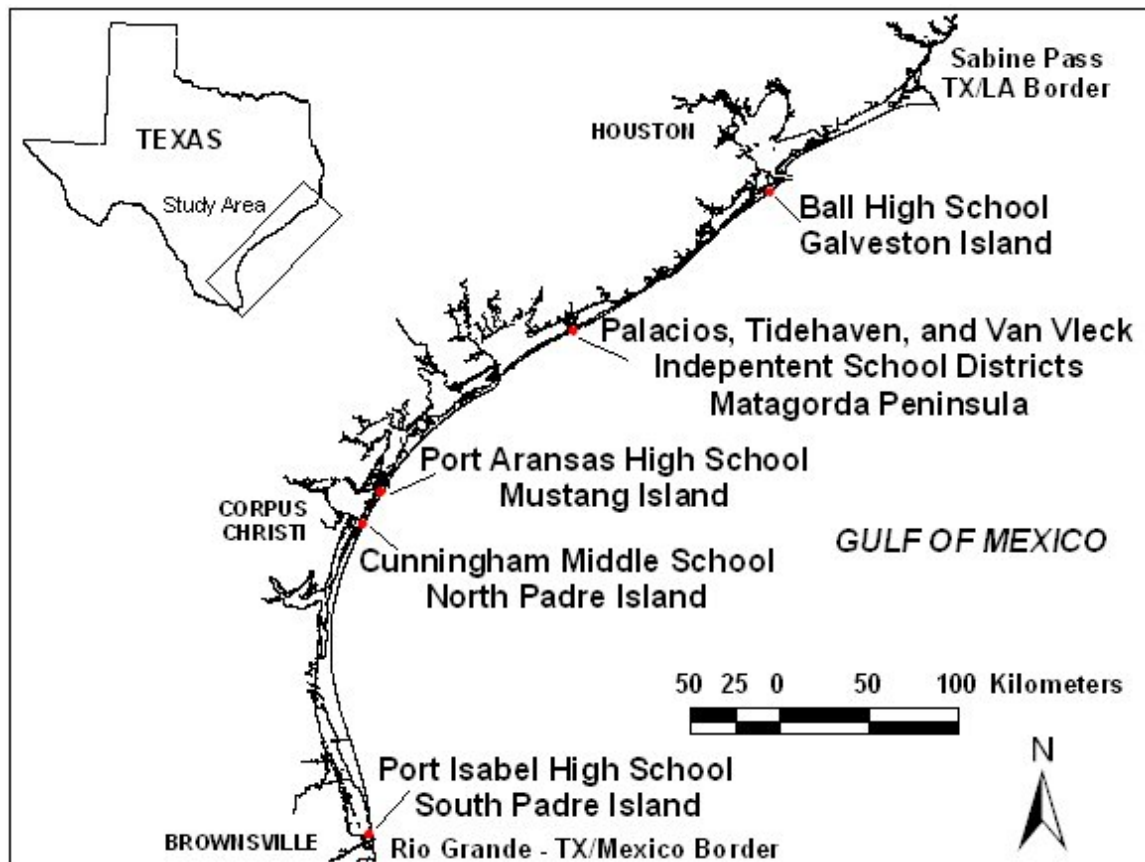 Sabine Pass
TX/LA Border
HOUSTON
TEXAS
Study Area
Ball High School
Galveston Island
Palacios, Tidehaven, and Van Vleck
Indepentent School Districts
Matagorda Peninsula
Port Aransas High School
Mustang Island
CORPUS
CHRISTI
GULF OF MEXICO
Cunningham Middle School
North Padre Island
50 25 0 50 100 Kilometers
N
Port Isabel High School
South Padre Island
BROWNSVILLE
Rio Grande - TX/Mexico Border